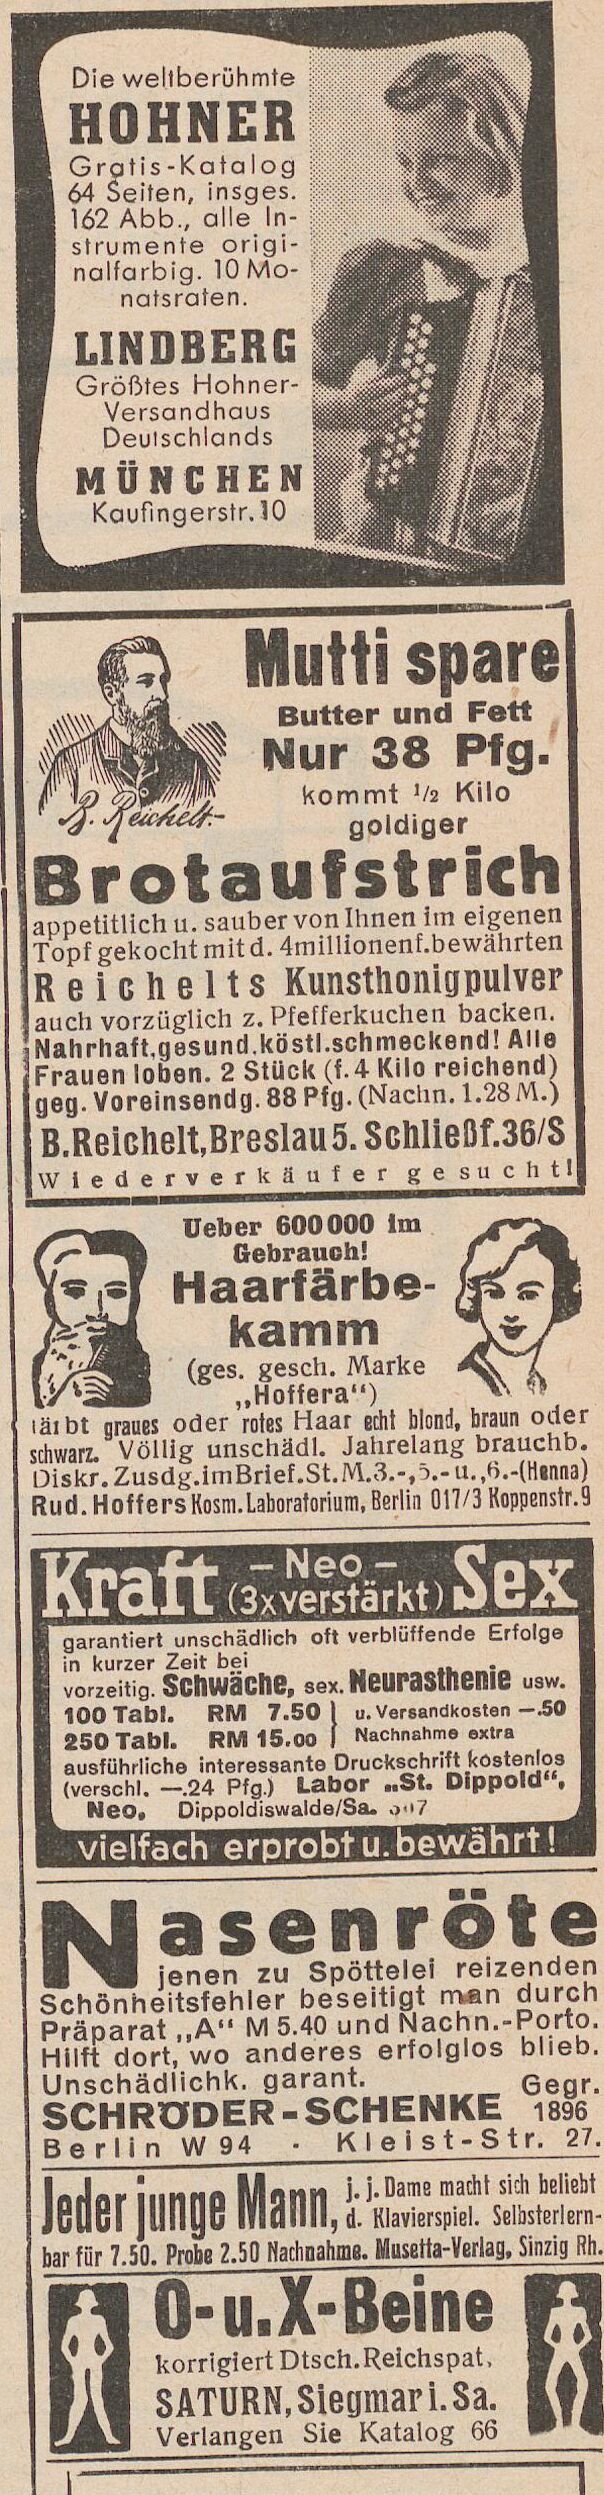 Die weltberühmte
HOHNER
Gratis-Katalog
64 Seiten, insges.
162 Abb., alle In-
strumente origi-
nalfarbig. 10 Mo-
natsraten.
LINDBERG
Größtes Hohner-
Versandhaus
Deutschlands
MÜNCHEN
Kaufingerstr. 10
Mutti spare
Butter und Fett
Nur 38 Pfg.
kommt 1/2 Kilo
B. Reichelt.
goldiger
Brotaufstrich
appetitlich u. sauber von Ihnen im eigenen
Topf gekocht mit d. 4millionenf. bewährten
Reichelts Kunsthonigpulver
auch vorzüglich z. Pfefferkuchen backen.
Nahrhaft, gesund, köstl. schmeckend! Alle
Frauen loben. 2 Stück (f. 4 Kilo reichend)
geg. Voreinsendg. 88 Pfg. (Nachn. 1.28 M.)
B. Reichelt, Breslau 5. Schließf. 36/S
Wiederverkäufer gesucht!
Ueber 600000 im
Gebrauch!
Haarfärbe-
kamm
(ges. gesch. Marke
„Hoffera“)
färbt graues oder rotes Haar echt blond, braun oder
schwarz. Völlig unschädl. Jahrelang brauchb.
Diskr. Zusdg. im Brief. St. M. 3.-, 5.- u. 6.- (Henna)
Rud. Hoffers Kosm. Laboratorium, Berlin O17/3 Koppenstr. 9
Kraft – Neo – Sex
(3x verstärkt)
garantiert unschädlich oft verblüffende Erfolge
in kurzer Zeit bei
vorzeitig. Schwäche, sex. Neurasthenie usw.
100 Tabl. RM 7.50 } u. Versandkosten —.50
250 Tabl. RM 15.00 } Nachnahme extra
ausführliche interessante Druckschrift kostenlos
(verschl. —.24 Pfg.) Labor „St. Dippold“,
Neo, Dippoldiswalde/Sa.
vielfach erprobt u. bewährt!
Nasenröte
jenen zu Spöttelei reizenden
Schönheitsfehler beseitigt man durch
Präparat „A“ M 5.40 und Nachn.-Porto.
Hilft dort, wo anderes erfolglos blieb.
Unschädlichk. garant. Gegr.
SCHRÖDER-SCHENKE 1896
Berlin W 94 · Kleist-Str. 27.
Jeder junge Mann, j. j. Dame macht sich beliebt
d. Klavierspiel. Selbsterlern-
bar für 7.50. Probe 2.50 Nachnahme. Musetta-Verlag, Sinzig Rh.
O- u. X-Beine
korrigiert Dtsch. Reichspat.
SATURN, Siegmar i. Sa.
Verlangen Sie Katalog 66